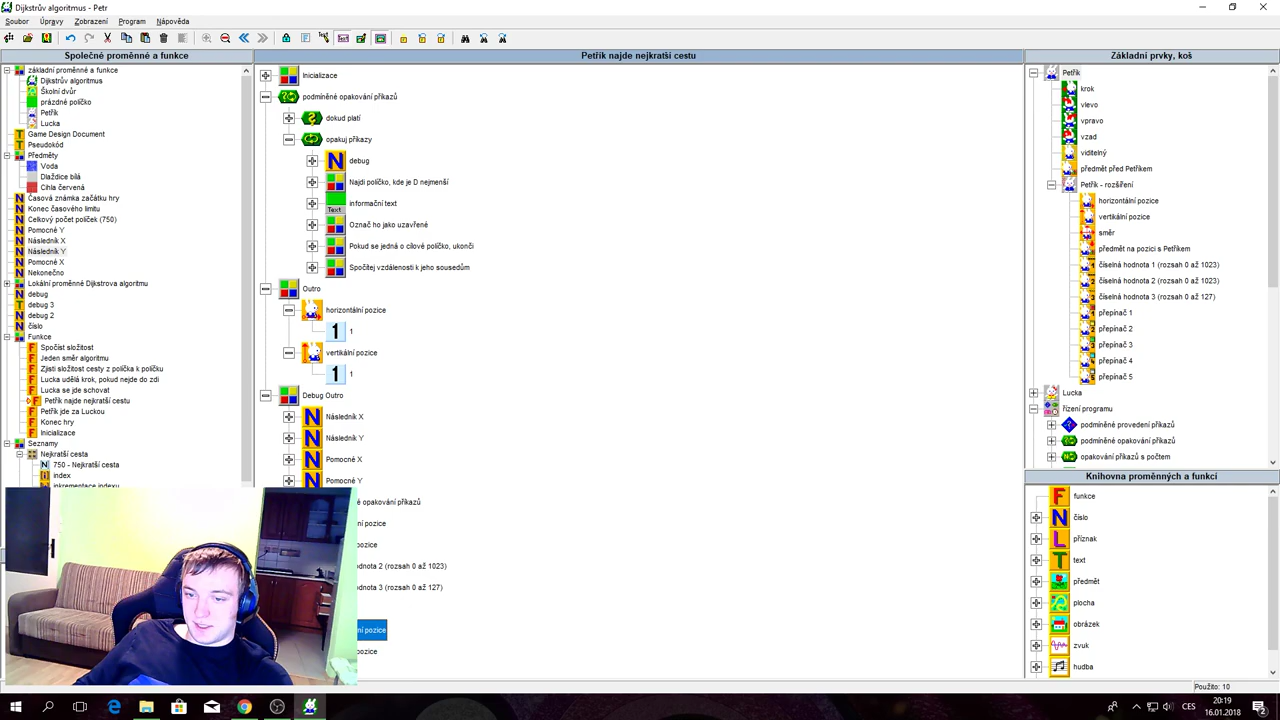 Dijkstrův algoritmus - Petr
Soubor Úpravy Zobrazení Program Nápověda
Společné proměnné a funkce
základní proměnné a funkce
Dijkstrův algoritmus
Školní dvůr
prázdné políčko
Petřík
Lucka
Game Design Document
Pseudokód
Předměty
Voda
Dlaždice bílá
Cihla červená
Časová známka začátku hry
Konec časového limitu
Celkový počet políček (750)
Pomocné Y
Následník X
Následník Y
Pomocné X
Nekonečno
Lokální proměnné Dijkstrova algoritmu
debug
debug 3
debug 2
číslo
Funkce
Spočíst složitost
Jeden směr algoritmu
Zjisti složitost cesty z políčka k políčku
Lucka udělá krok, pokud nejde do zdi
Lucka se jde schovat
Petřík najde nejkratší cestu
Petřík jde za Luckou
Konec hry
Inicializace
Seznamy
Nejkratší cesta
750 - Nejkratší cesta
index
inkrementace indexu
Petřík najde nejkratší cestu
Inicializace
podmíněné opakování příkazů
dokud platí
opakuj příkazy
debug
Najdi políčko, kde je D nejmenší
informační text
Text
Označ ho jako uzavřené
Pokud se jedná o cílové políčko, ukonči
Spočítej vzdálenosti k jeho sousedům
Outro
horizontální pozice
1 1
vertikální pozice
1 1
Debug Outro
Následník X
Následník Y
Pomocné X
Pomocné Y
é opakování příkazů
í pozice
pozice
hodnota 2 (rozsah 0 až 1023)
hodnota 3 (rozsah 0 až 127)
ní pozice
pozice
Základní prvky, koš
Petřík
krok
vlevo
vpravo
vzad
viditelný
předmět před Petříkem
Petřík - rozšíření
horizontální pozice
vertikální pozice
směr
předmět na pozici s Petříkem
číselná hodnota 1 (rozsah 0 až 1023)
číselná hodnota 2 (rozsah 0 až 1023)
číselná hodnota 3 (rozsah 0 až 127)
přepínač 1
přepínač 2
přepínač 3
přepínač 4
přepínač 5
Lucka
řízení programu
podmíněné provedení příkazů
podmíněné opakování příkazů
opakování příkazů s počtem
Knihovna proměnných a funkcí
funkce
číslo
příznak
text
předmět
plocha
obrázek
zvuk
hudba
Použito: 10
CES
20:19
16.01.2018
2